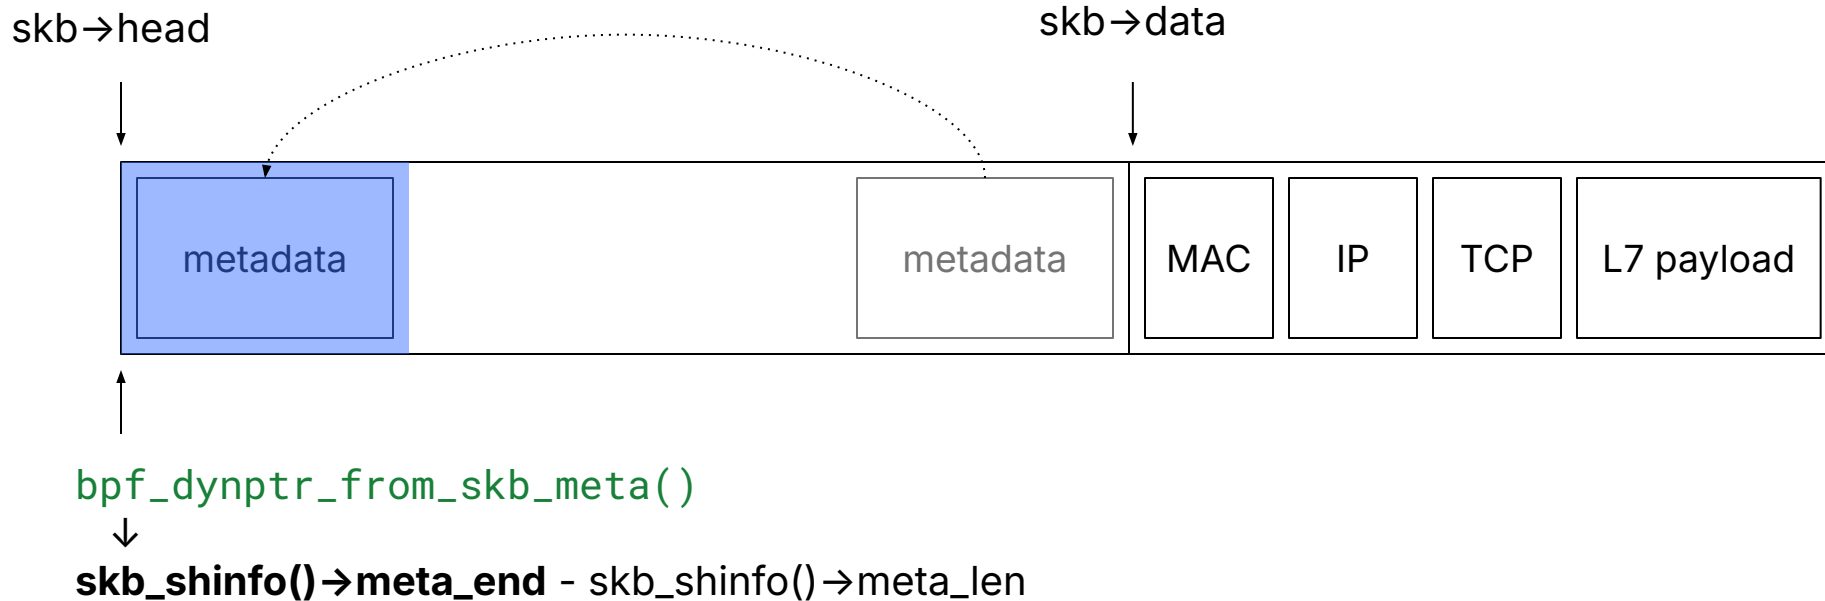 skb→head
skb→data
metadata
metadata
MAC
IP
TCP
L7 payload
bpf_dynptr_from_skb_meta()
↓
skb_shinfo()→meta_end - skb_shinfo()→meta_len